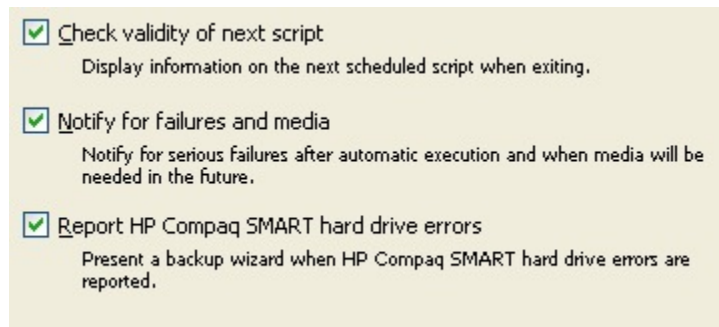 Check validity of next script
Display information on the next scheduled script when exiting.
Notify for failures and media
Notify for serious failures after automatic execution and when media will be
needed in the future.
Report HP Compaq SMART hard drive errors
Present a backup wizard when HP Compaq SMART hard drive errors are
reported.